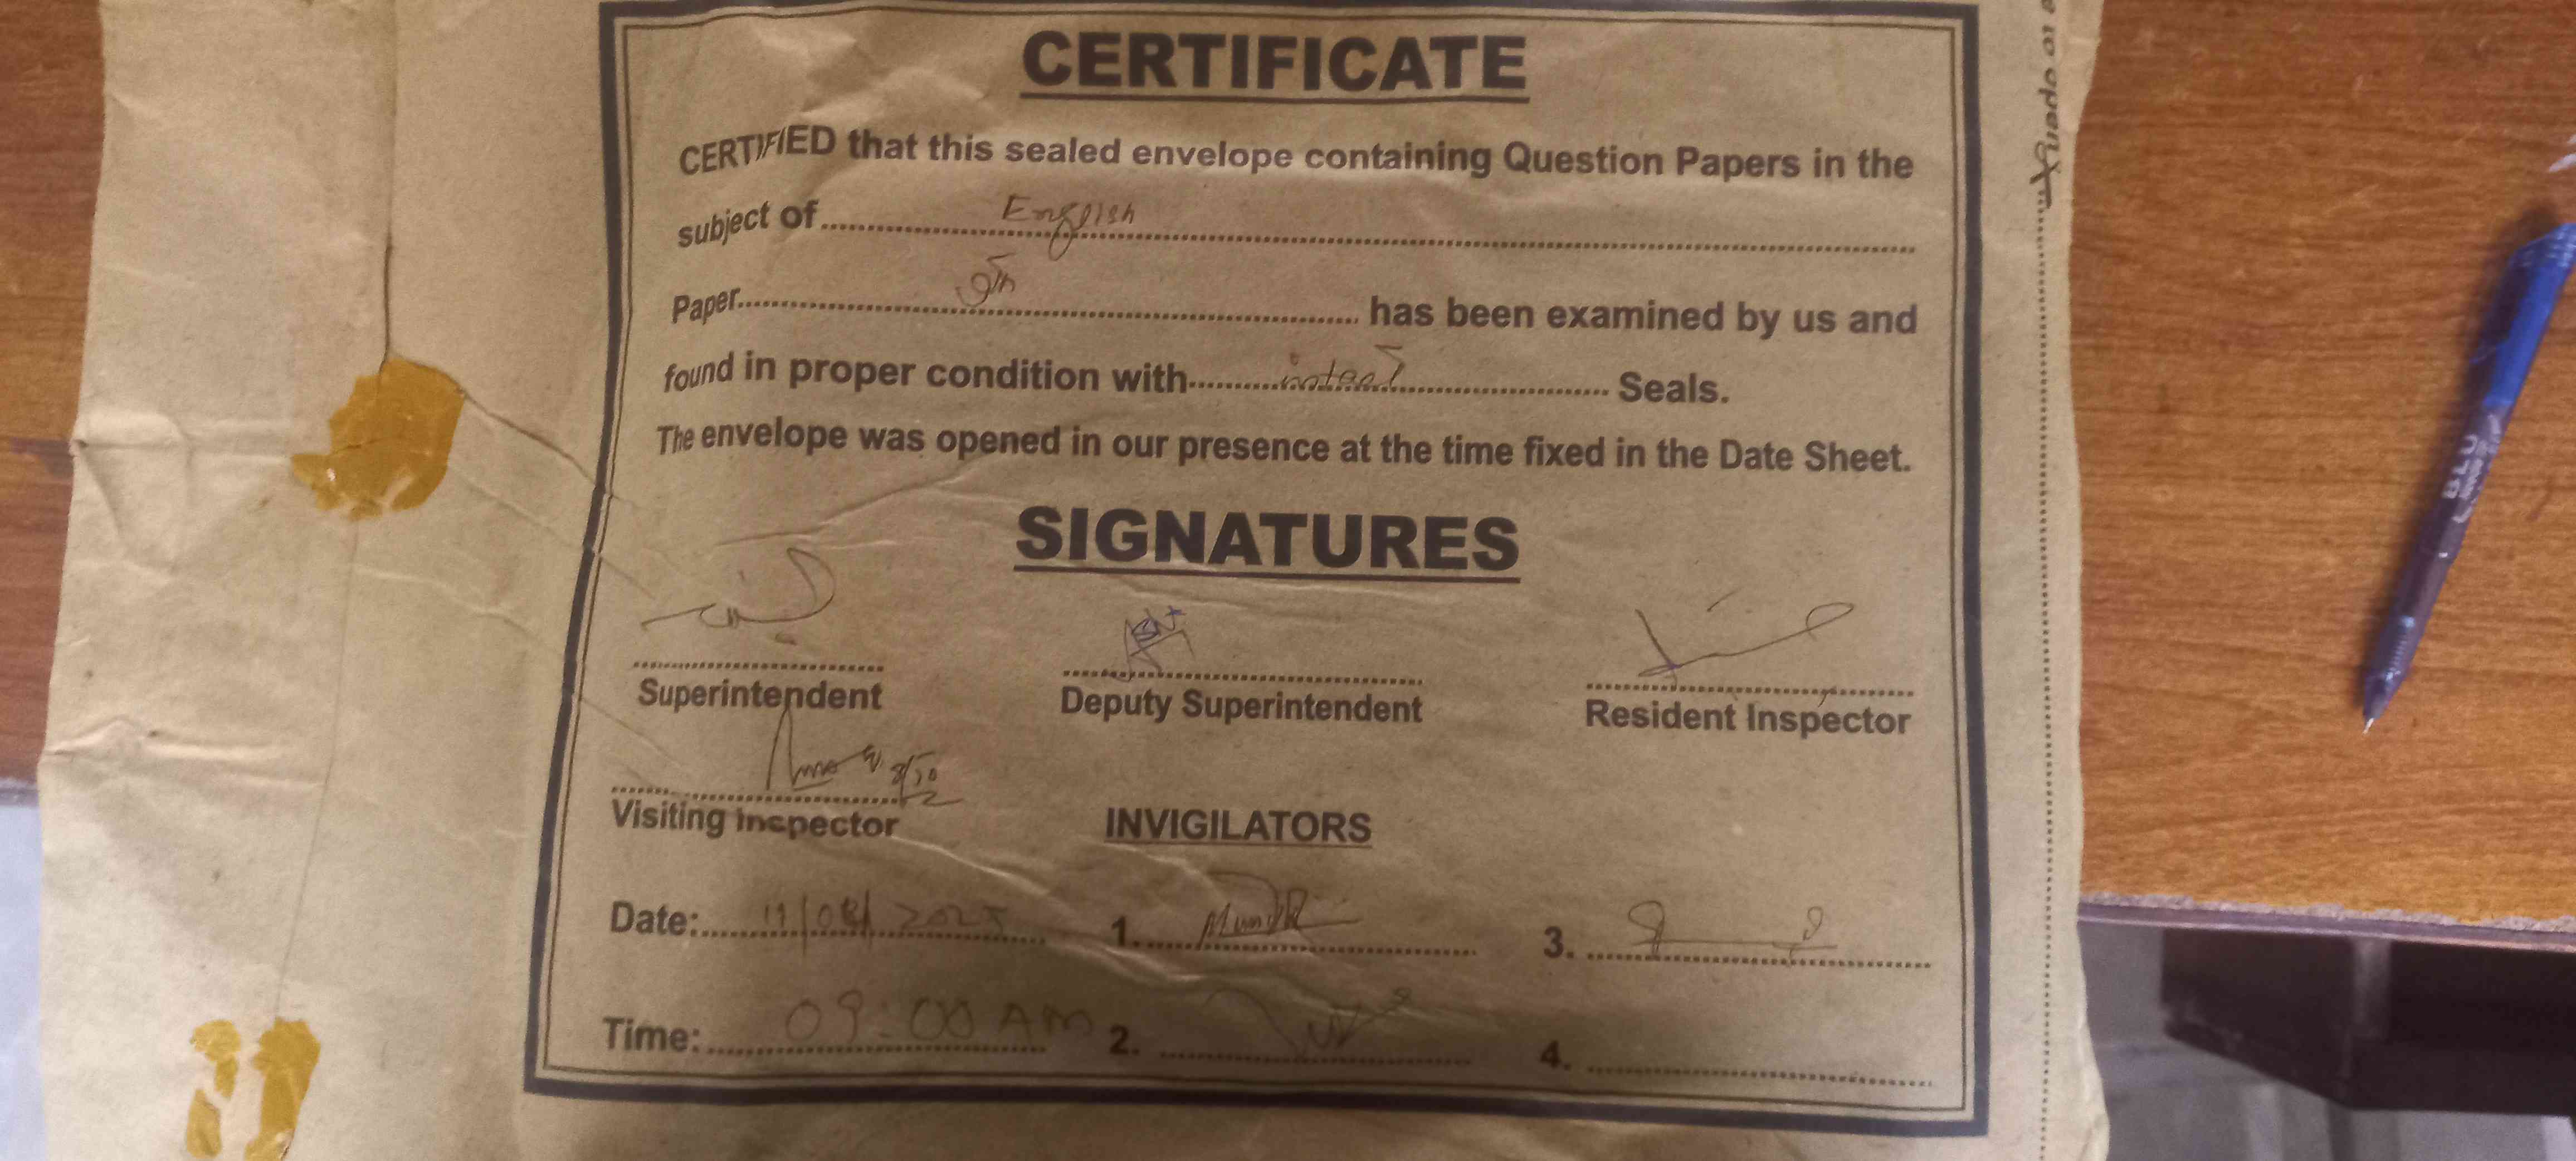 CERTIFICATE
CERTIFIED that this sealed envelope containing Question Papers in the
subject of English
Paper 9th has been examined by us and
found in proper condition with intact Seals.
The envelope was opened in our presence at the time fixed in the Date Sheet.
SIGNATURES
Superintendent Deputy Superintendent Resident Inspector
Visiting Inspector INVIGILATORS
Date: 11/08/2025 1. 3.
Time: 09:00 AM 2. 4.
BLU